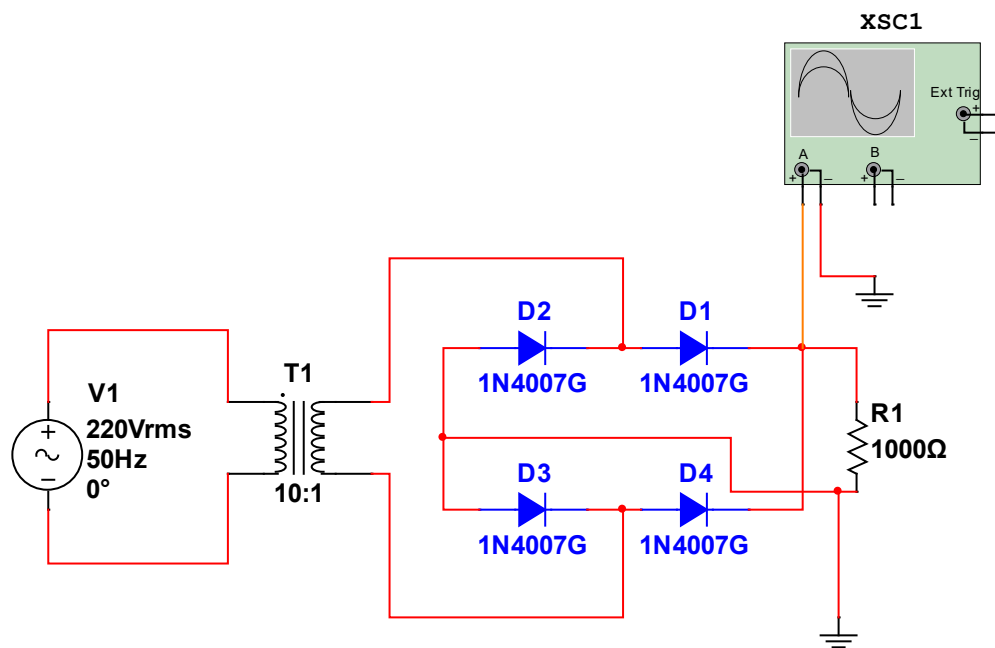 XSC1
Ext Trig
+
_
A
B
+
_
+
_
D2
D1
1N4007G
1N4007G
V1
220Vrms
50Hz
0°
T1
10:1
R1
1000Ω
D3
D4
1N4007G
1N4007G